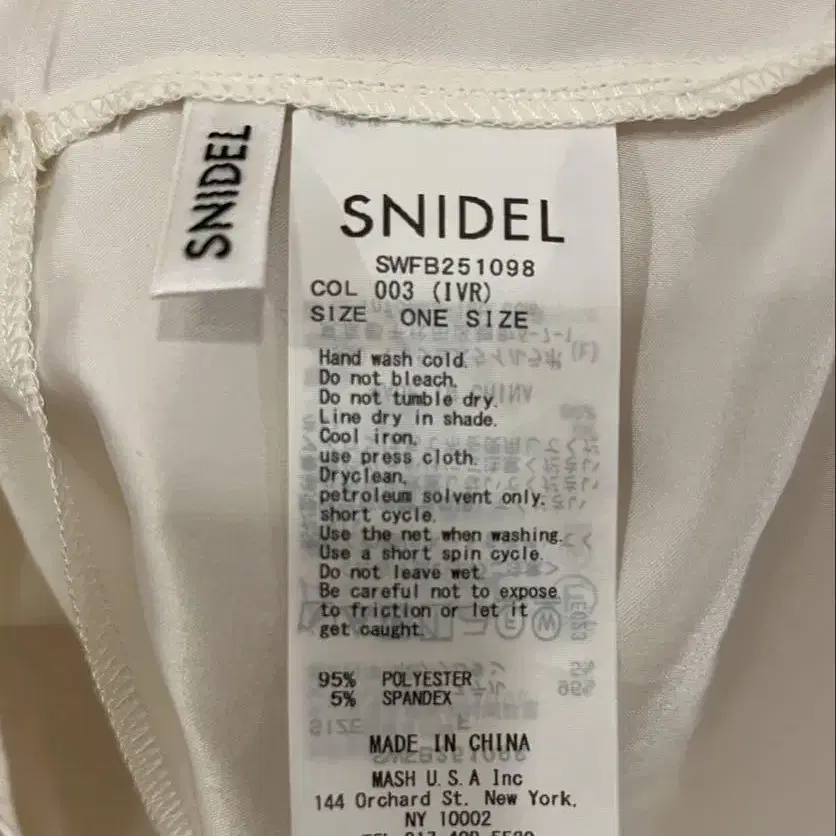 SNIDEL
SNIDEL
SWFB251098
COL 003 (IVR)
SIZE ONE SIZE
Hand wash cold.
Do not bleach.
Do not tumble dry.
Line dry in shade.
Cool iron.
use press cloth.
Dryclean.
petroleum solvent only.
short cycle.
Use the net when washing.
Use a short spin cycle.
Do not leave wet
Be careful not to expose
to friction or let it
get caught.
95% POLYESTER
5% SPANDEX
MADE IN CHINA
MASH U.S.A Inc
144 Orchard St. New York,
NY 10002